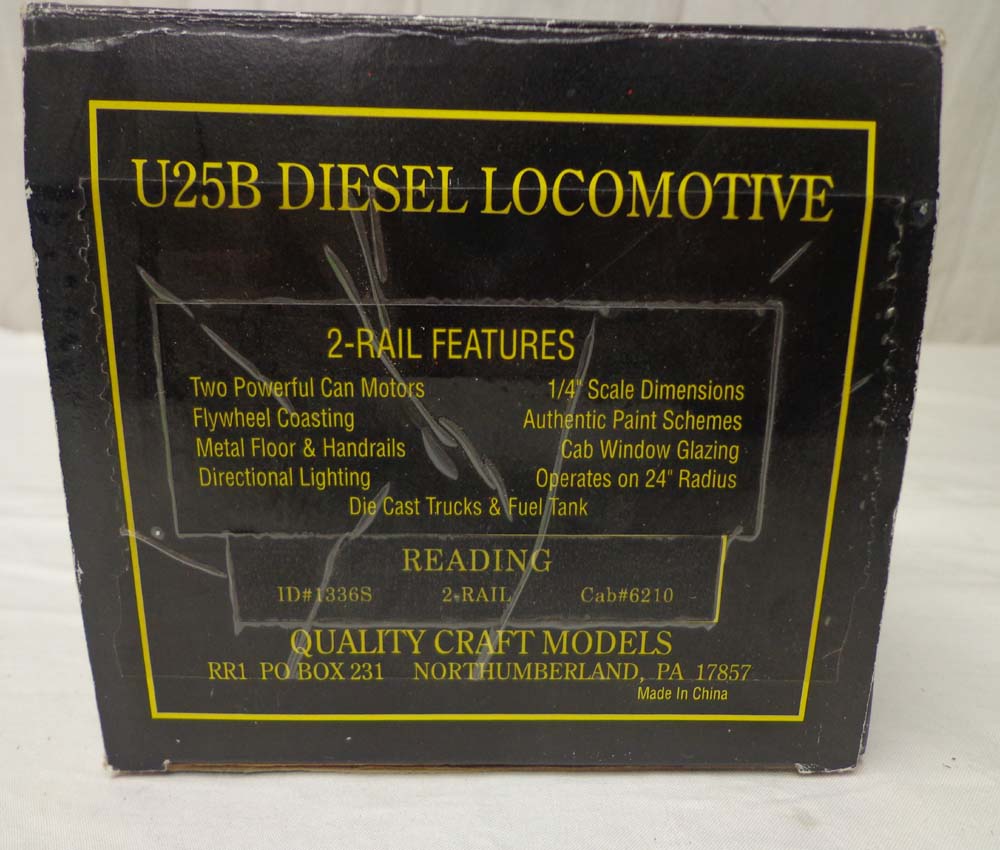 U25B DIESEL LOCOMOTIVE
2-RAIL FEATURES
Two Powerful Can Motors 1/4" Scale Dimensions
Flywheel Coasting Authentic Paint Schemes
Metal Floor & Handrails Cab Window Glazing
Directional Lighting Operates on 24" Radius
Die Cast Trucks & Fuel Tank
READING
ID#1336S 2-RAIL Cab#6210
QUALITY CRAFT MODELS
RR1 PO BOX 231 NORTHUMBERLAND, PA 17857
Made In China